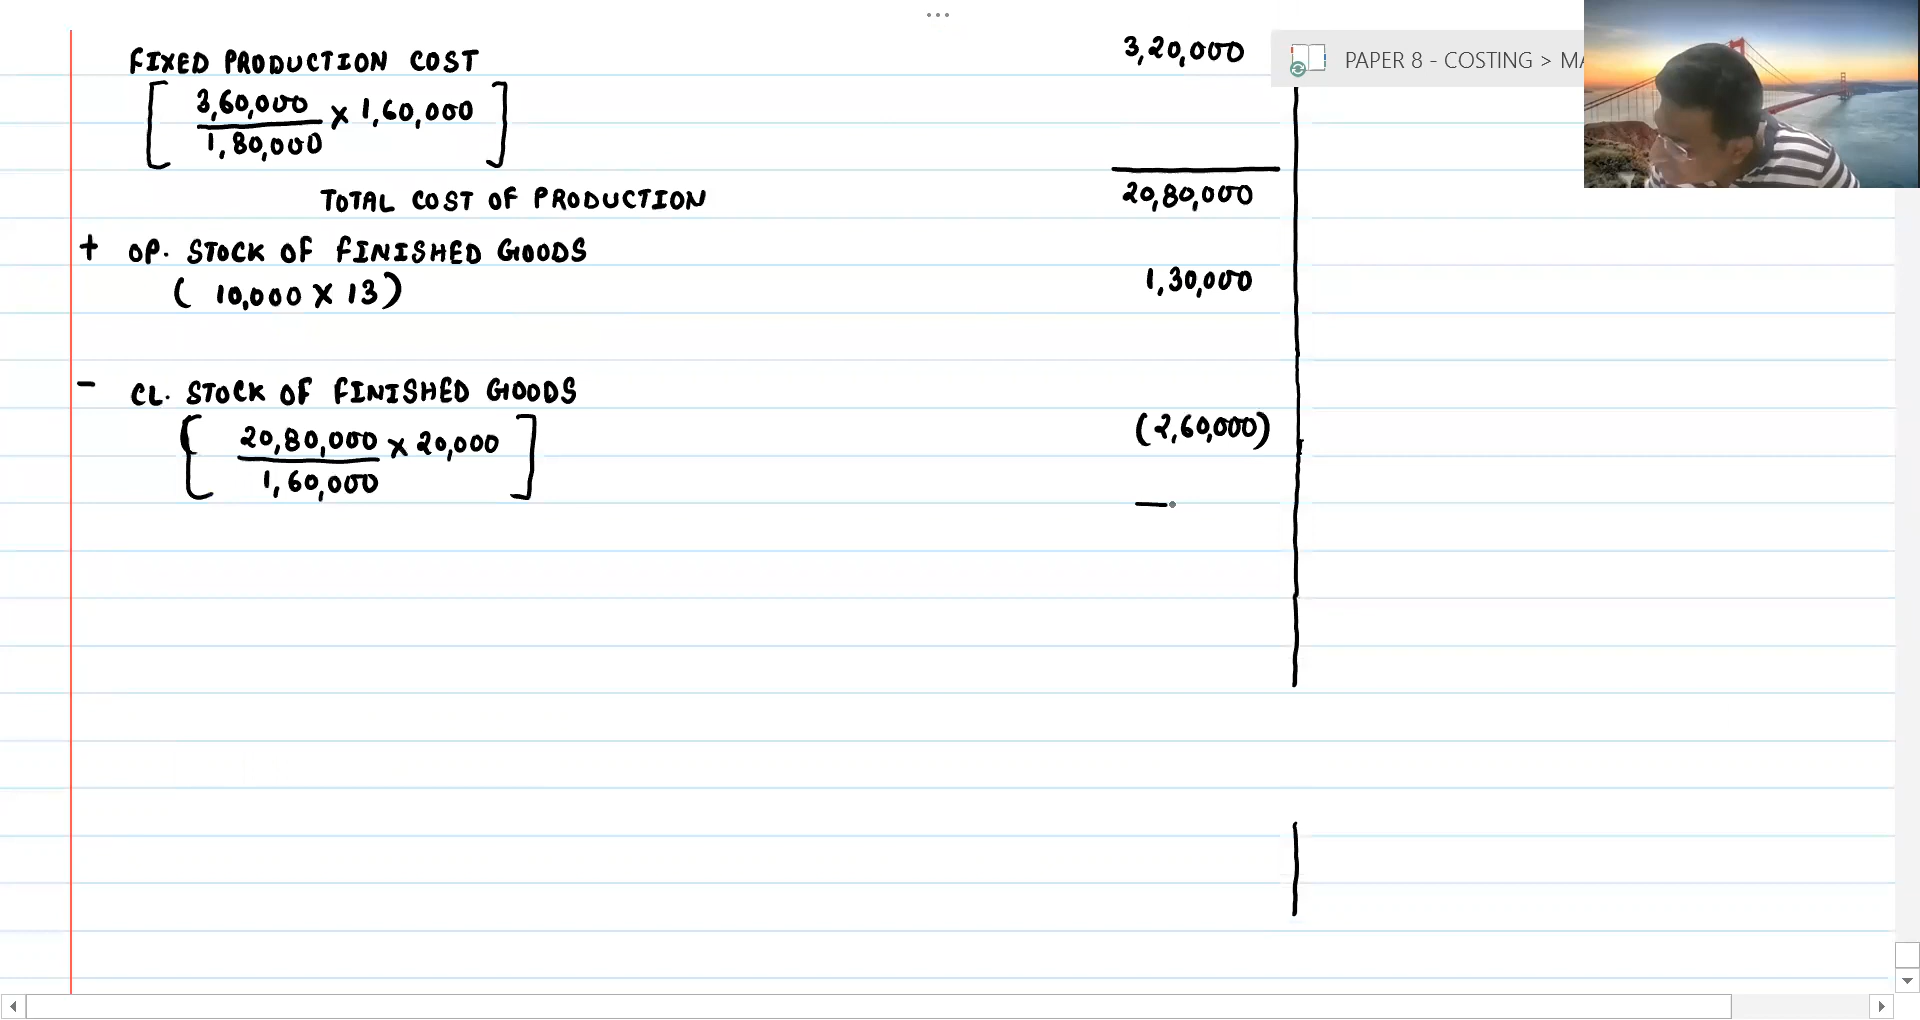 ...
FIXED PRODUCTION COST 3,20,000
PAPER 8 - COSTING > MA
[ 3,60,000 / 1,80,000 × 1,60,000 ]
TOTAL COST OF PRODUCTION 20,80,000
+ OP. STOCK OF FINISHED GOODS
( 10,000 × 13 ) 1,30,000
- CL. STOCK OF FINISHED GOODS
[ 20,80,000 / 1,60,000 × 20,000 ] (2,60,000)